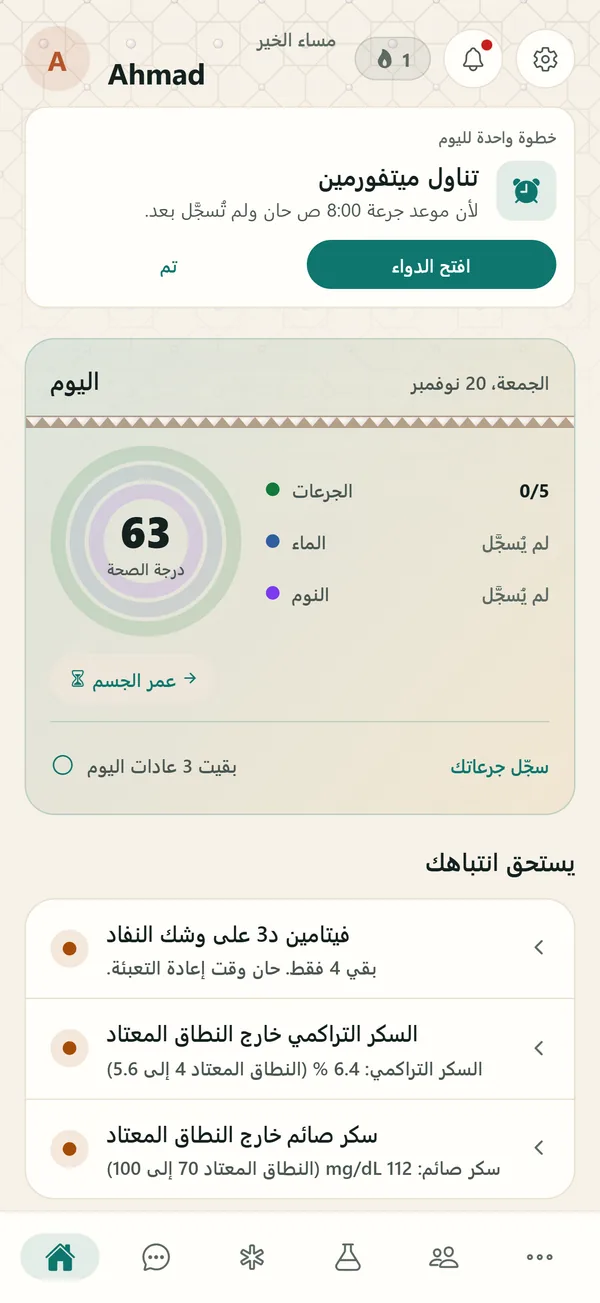 مساء الخير
A
Ahmad
1
خطوة واحدة لليوم
تناول ميتفورمين
لأن موعد جرعة 8:00 ص حان ولم تُسجَّل بعد.
افتح الدواء
تم
اليوم
الجمعة، 20 نوفمبر
63
درجة الصحة
الجرعات
0/5
الماء
لم يُسجَّل
النوم
لم يُسجَّل
عمر الجسم
بقيت 3 عادات اليوم
سجّل جرعاتك
يستحق انتباهك
فيتامين د3 على وشك النفاد
بقي 4 فقط. حان وقت إعادة التعبئة.
السكر التراكمي خارج النطاق المعتاد
السكر التراكمي: 6.4 % (النطاق المعتاد 4 إلى 5.6)
سكر صائم خارج النطاق المعتاد
سكر صائم: 112 mg/dL (النطاق المعتاد 70 إلى 100)